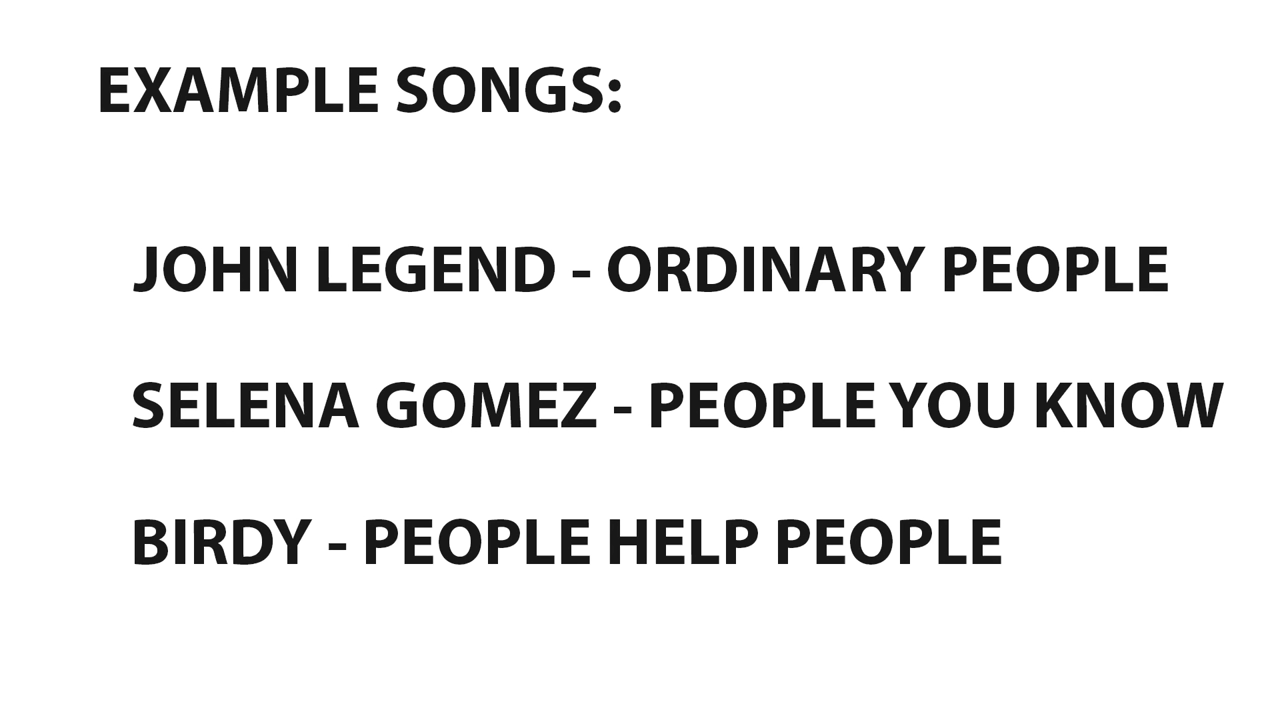 EXAMPLE SONGS:
JOHN LEGEND - ORDINARY PEOPLE
SELENA GOMEZ - PEOPLE YOU KNOW
BIRDY - PEOPLE HELP PEOPLE